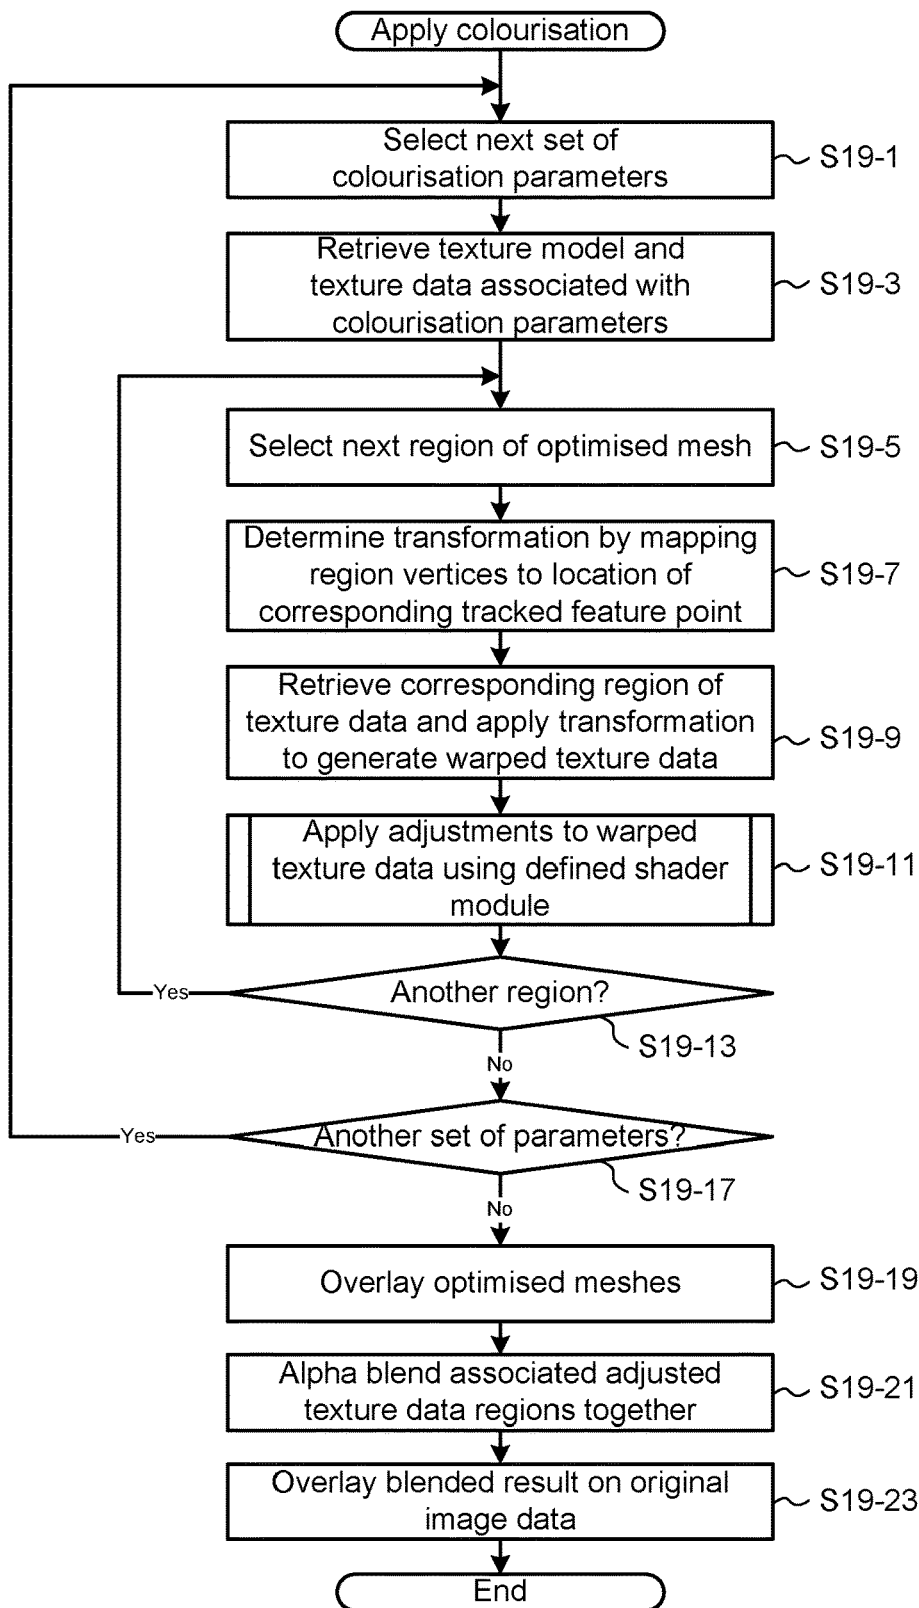 Apply colourisation
Select next set of
colourisation parameters
S19-1
Retrieve texture model and
texture data associated with
colourisation parameters
S19-3
Select next region of optimised mesh
S19-5
Determine transformation by mapping
region vertices to location of
corresponding tracked feature point
S19-7
Retrieve corresponding region of
texture data and apply transformation
to generate warped texture data
S19-9
Apply adjustments to warped
texture data using defined shader
module
S19-11
Another region?
Yes
S19-13
No
Another set of parameters?
Yes
S19-17
No
Overlay optimised meshes
S19-19
Alpha blend associated adjusted
texture data regions together
S19-21
Overlay blended result on original
image data
S19-23
End